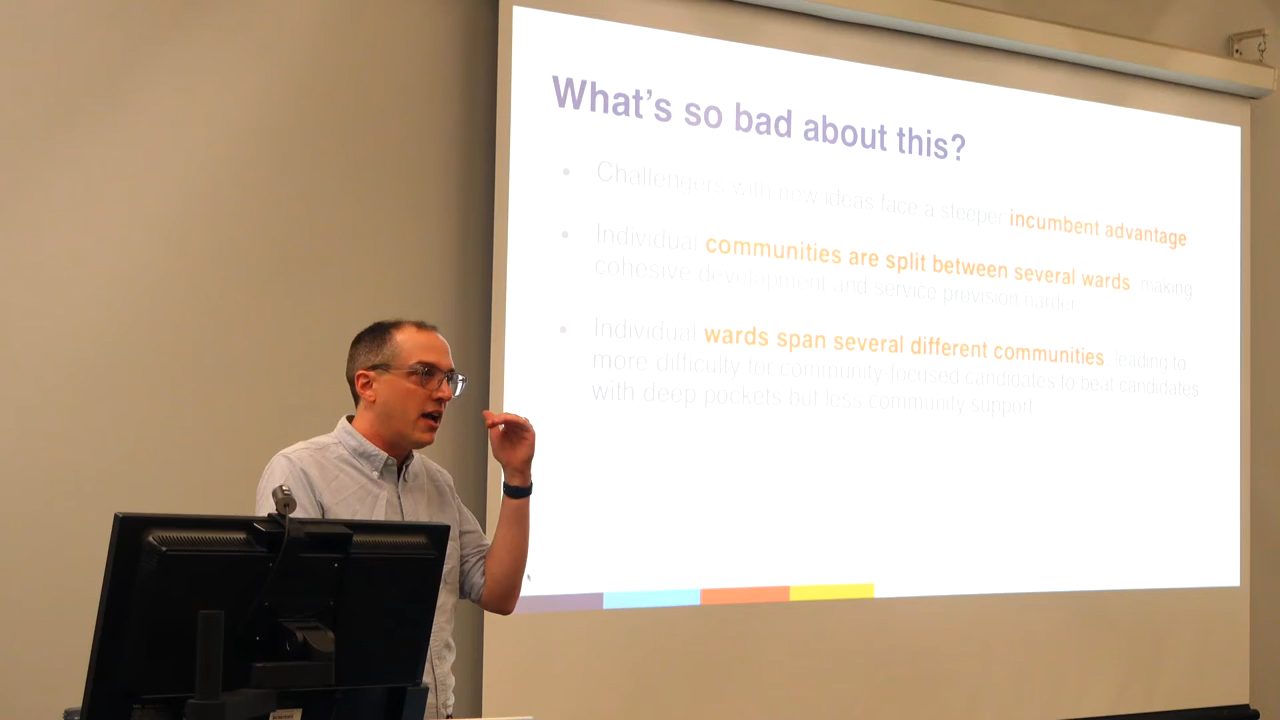 What's so bad about this?
• Challengers with new ideas face a steeper incumbent advantage
• Individual communities are split between several wards making
cohesive development and service provision harder
• Individual wards span several different communities leading to
more difficulty for community-focused candidates to beat candidates
with deep pockets but less community support